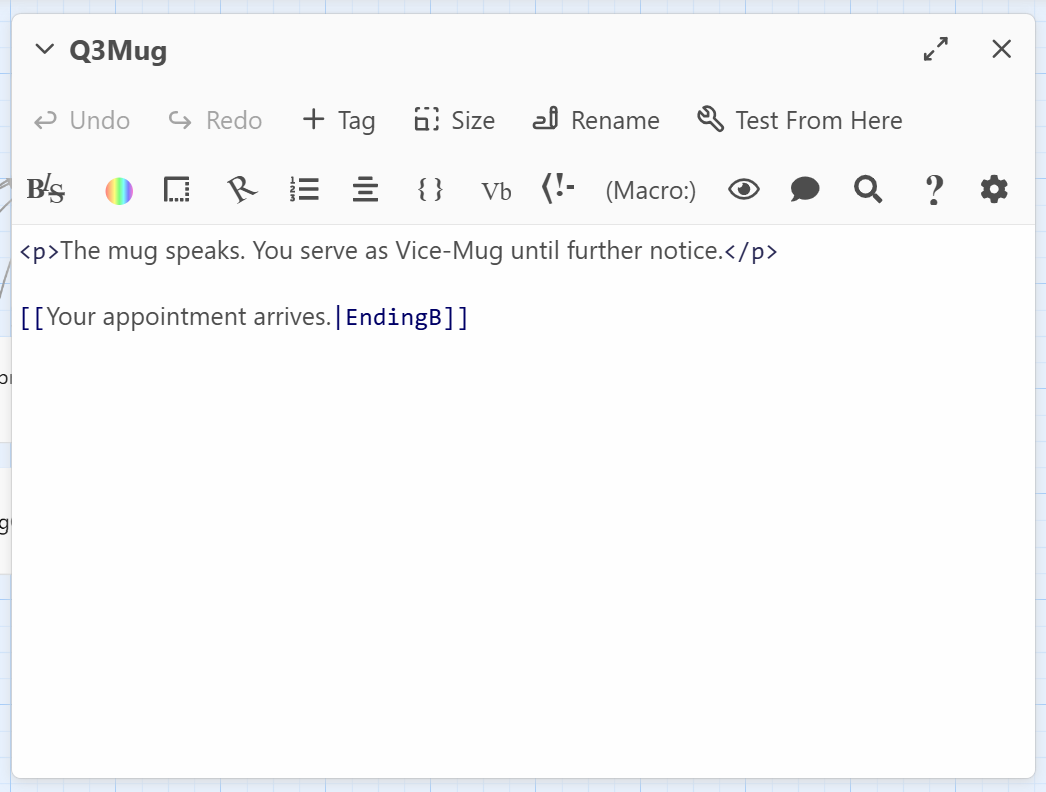 Q3Mug
Undo Redo + Tag Size Rename Test From Here
B/S { } Vb (!- (Macro:) ?
<p>The mug speaks. You serve as Vice-Mug until further notice.</p>
[[Your appointment arrives.|EndingB]]